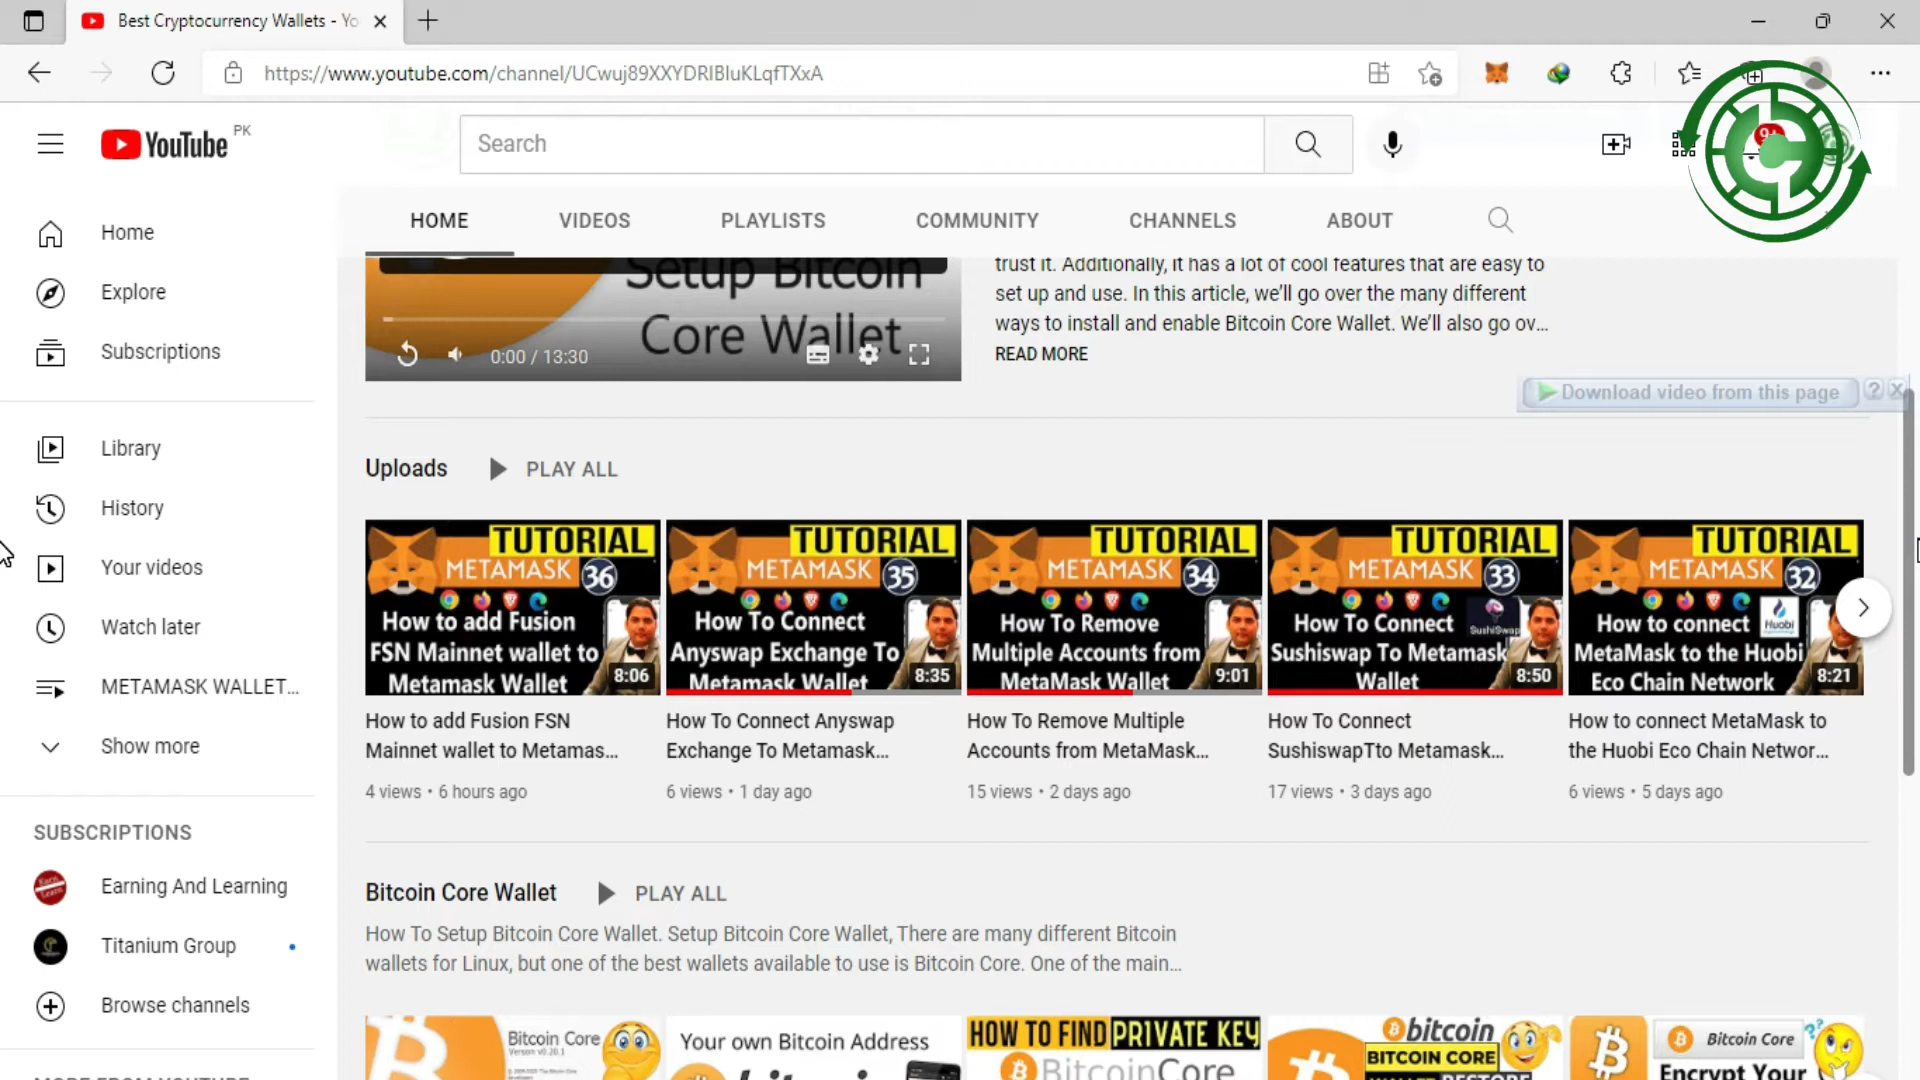 Best Cryptocurrency Wallets - Yo
https://www.youtube.com/channel/UCwuj89XXYDRIBIuKLqfTXxA
YouTube PK
Search
9+
HOME
VIDEOS
PLAYLISTS
COMMUNITY
CHANNELS
ABOUT
Home
Explore
Subscriptions
Library
History
Your videos
Watch later
METAMASK WALLET...
Show more
SUBSCRIPTIONS
Earning And Learning
Titanium Group
Browse channels
MORE FROM YOUTUBE
Setup Bitcoin
Core Wallet
0:00 / 13:30
trust it. Additionally, it has a lot of cool features that are easy to
set up and use. In this article, we'll go over the many different
ways to install and enable Bitcoin Core Wallet. We'll also go ov...
READ MORE
Download video from this page
Uploads
PLAY ALL
TUTORIAL
METAMASK 36
How to add Fusion
FSN Mainnet wallet to
Metamask Wallet
8:06
How to add Fusion FSN
Mainnet wallet to Metamas...
4 views • 6 hours ago
TUTORIAL
METAMASK 35
How To Connect
Anyswap Exchange To
Metamask Wallet
8:35
How To Connect Anyswap
Exchange To Metamask...
6 views • 1 day ago
TUTORIAL
METAMASK 34
How To Remove
Multiple Accounts from
MetaMask Wallet
9:01
How To Remove Multiple
Accounts from MetaMask...
15 views • 2 days ago
TUTORIAL
METAMASK 33
How To Connect
SushiSwap
Sushiswap To Metamask
Wallet
8:50
How To Connect
SushiswapTto Metamask...
17 views • 3 days ago
TUTORIAL
METAMASK 32
Huobi
How to connect
MetaMask to the Huobi
Eco Chain Network
8:21
How to connect MetaMask to
the Huobi Eco Chain Networ...
6 views • 5 days ago
Bitcoin Core Wallet
PLAY ALL
How To Setup Bitcoin Core Wallet. Setup Bitcoin Core Wallet, There are many different Bitcoin
wallets for Linux, but one of the best wallets available to use is Bitcoin Core. One of the main...
Bitcoin Core
Version v0.20.1
Your own Bitcoin Address
HOW TO FIND PRIVATE KEY
BitcoinCore
bitcoin
BITCOIN CORE
Bitcoin Core
Encrypt Your